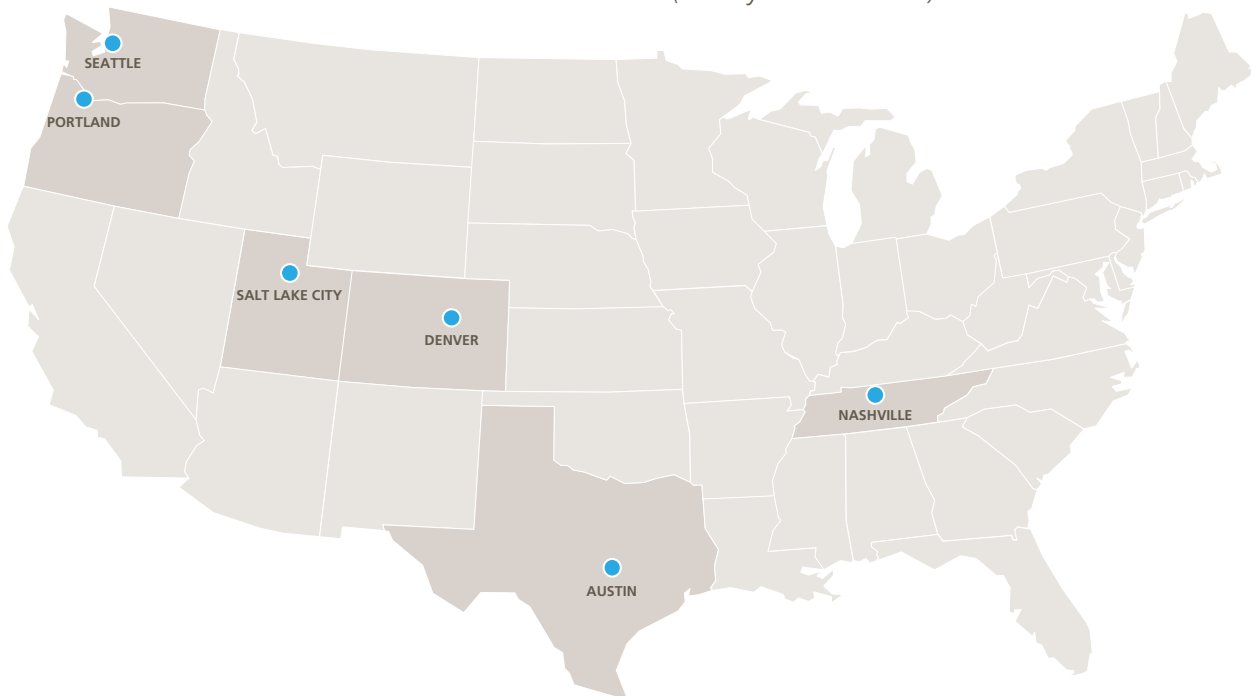 SEATTLE
PORTLAND
SALT LAKE CITY
DENVER
NASHVILLE
AUSTIN